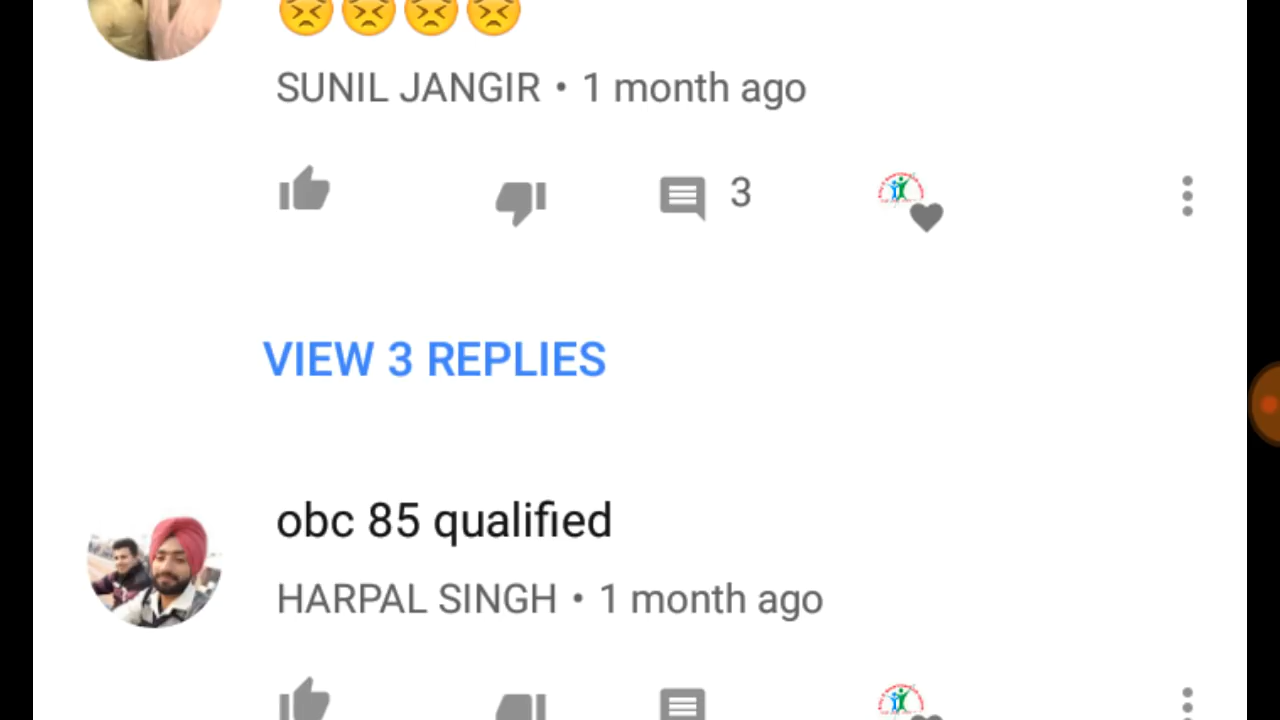 SUNIL JANGIR • 1 month ago
3
VIEW 3 REPLIES
obc 85 qualified
HARPAL SINGH • 1 month ago